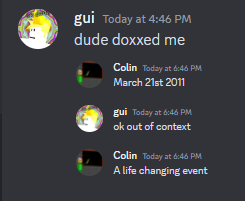 gui Today at 4:46 PM
dude doxxed me
Colin Today at 6:46 PM
March 21st 2011
gui Today at 6:46 PM
ok out of context
Colin Today at 6:46 PM
A life changing event